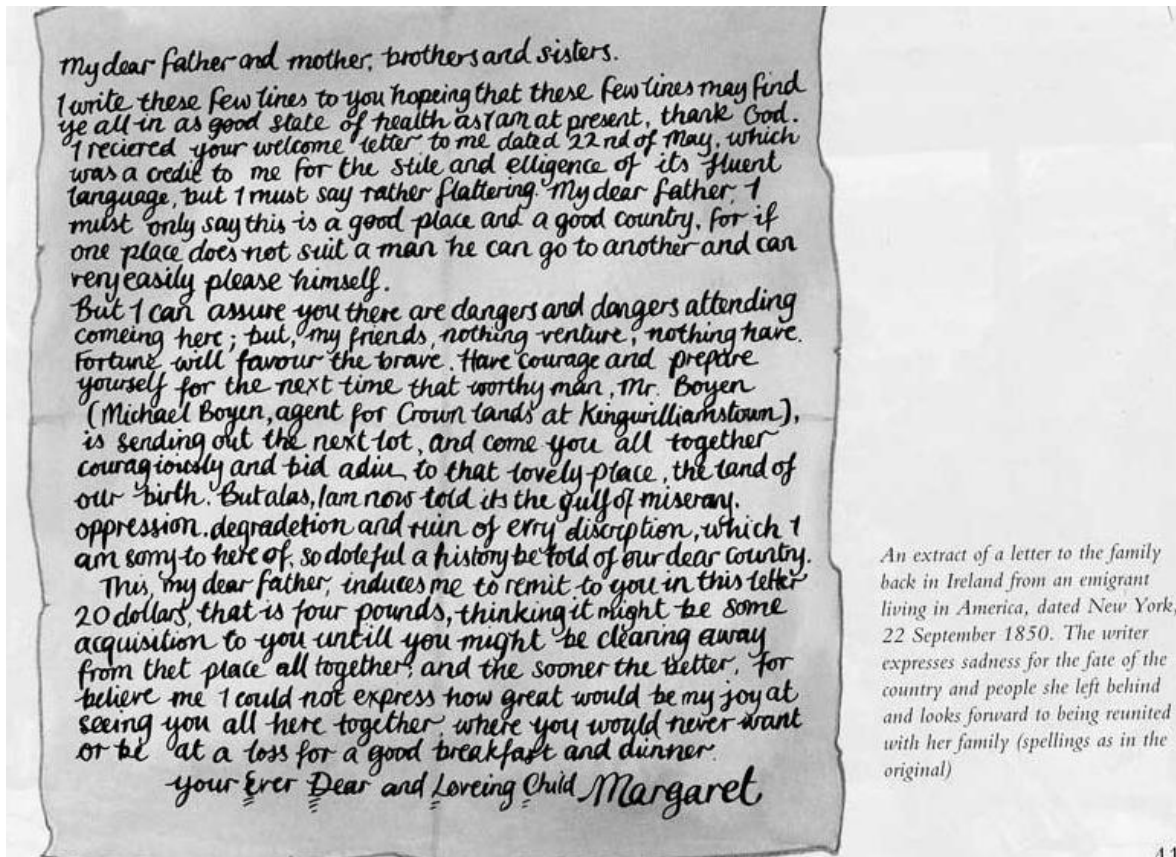 My dear father and mother, brothers and sisters.
I write these few lines to you hopeing that these few lines may find
ye all in as good state of health as I am at present, thank God.
I reciered your welcome letter to me dated 22nd of May, which
was a credit to me for the stile and elligence of its fluent
language, but I must say rather flattering. My dear father, I
must only say this is a good place and a good country, for if
one place does not suit a man he can go to another and can
very easily please himself.
But I can assure you there are dangers and dangers attending
comeing here; but, my friends, nothing venture, nothing have.
Fortune will favour the brave. Have courage and prepare
yourself for the next time that worthy man, Mr. Boyen
(Michael Boyen, agent for Crown lands at Kingwilliamstown),
is sending out the next lot, and come you all together
couragiously and bid adiu to that lovely place, the land of
our birth. But alas, I am now told its the gulf of miserary.
oppression. degradetion and ruin of erry discription, which I
am sorry to here of, so doleful a history be told of our dear country.
This, my dear father, induces me to remit to you in this letter
20 dollars, that is four pounds, thinking it might be some
acquisition to you untill you might be clearing away
from thet place all together, and the sooner the better, for
believe me I could not express how great would be my joy at
seeing you all here together, where you would never want
or be at a loss for a good breakfast and dinner.
your Ever Dear and Loveing Child Margaret
An extract of a letter to the family
back in Ireland from an emigrant
living in America, dated New York,
22 September 1850. The writer
expresses sadness for the fate of the
country and people she left behind
and looks forward to being reunited
with her family (spellings as in the
original)